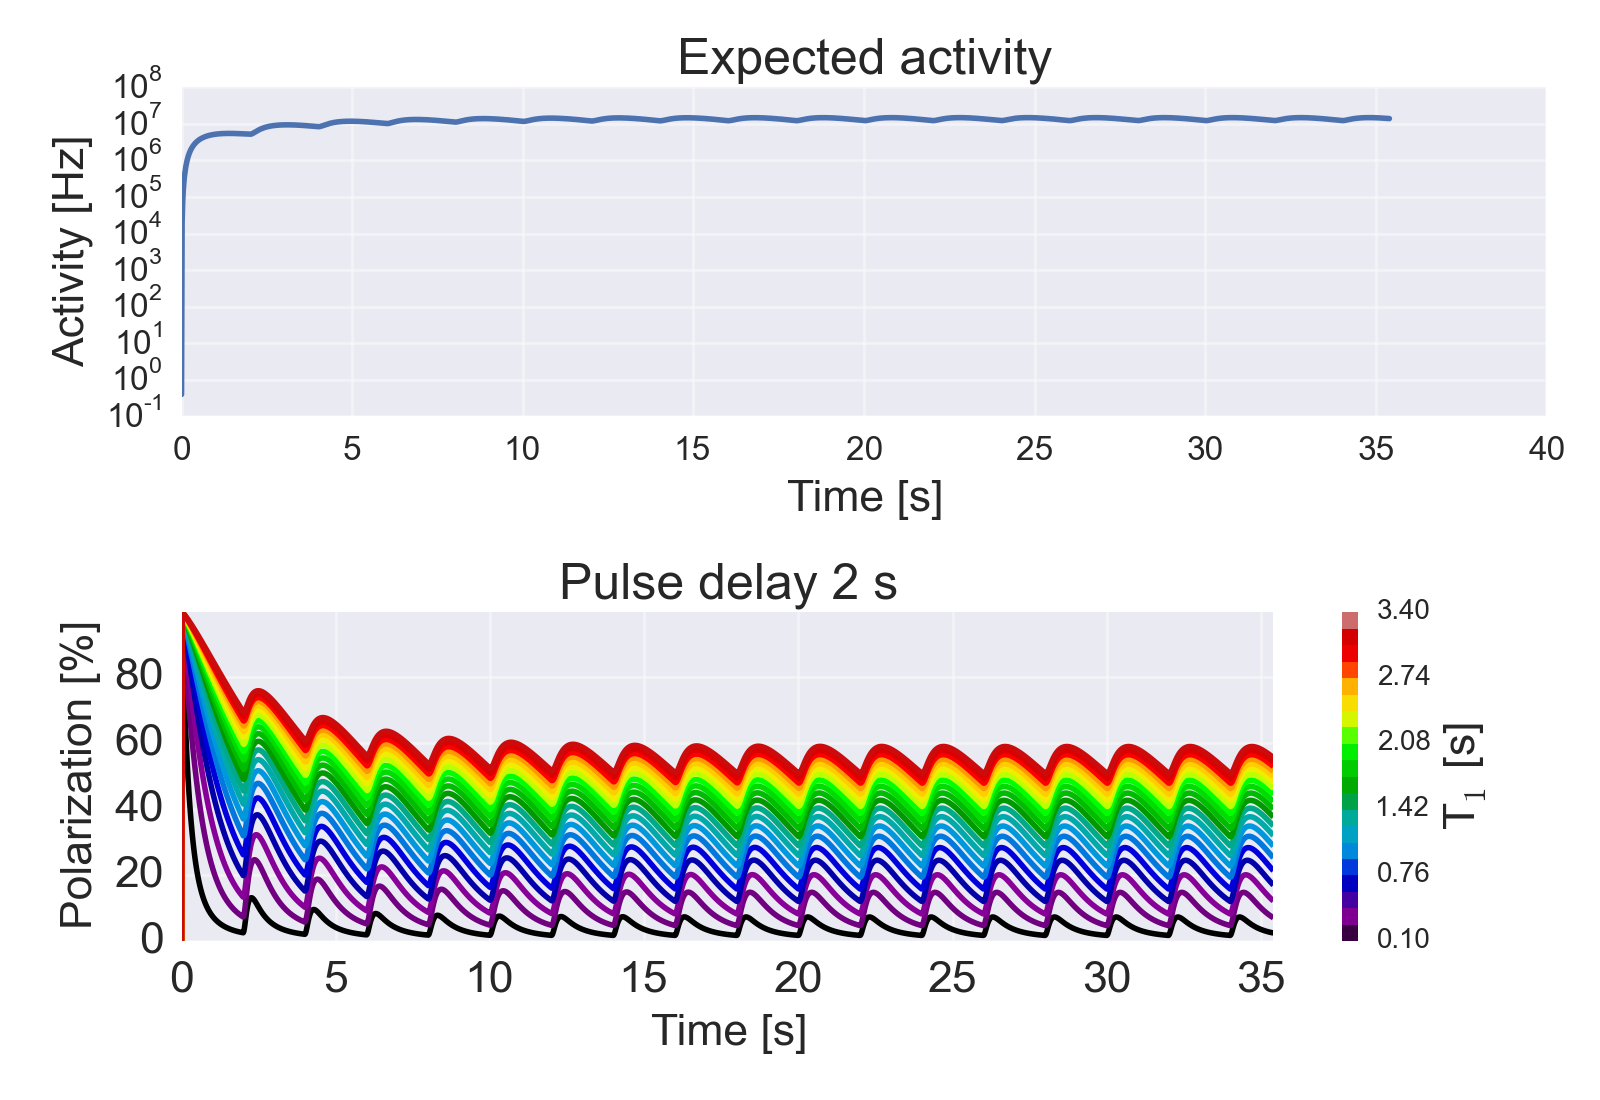 Expected activity
Activity [Hz]
10^8
10^7
10^6
10^5
10^4
10^3
10^2
10^1
10^0
10^-1
0 5 10 15 20 25 30 35 40
Time [s]
Pulse delay 2 s
Polarization [%]
80
60
40
20
0
0 5 10 15 20 25 30 35
Time [s]
3.40
2.74
2.08
1.42
0.76
0.10
T_1 [s]